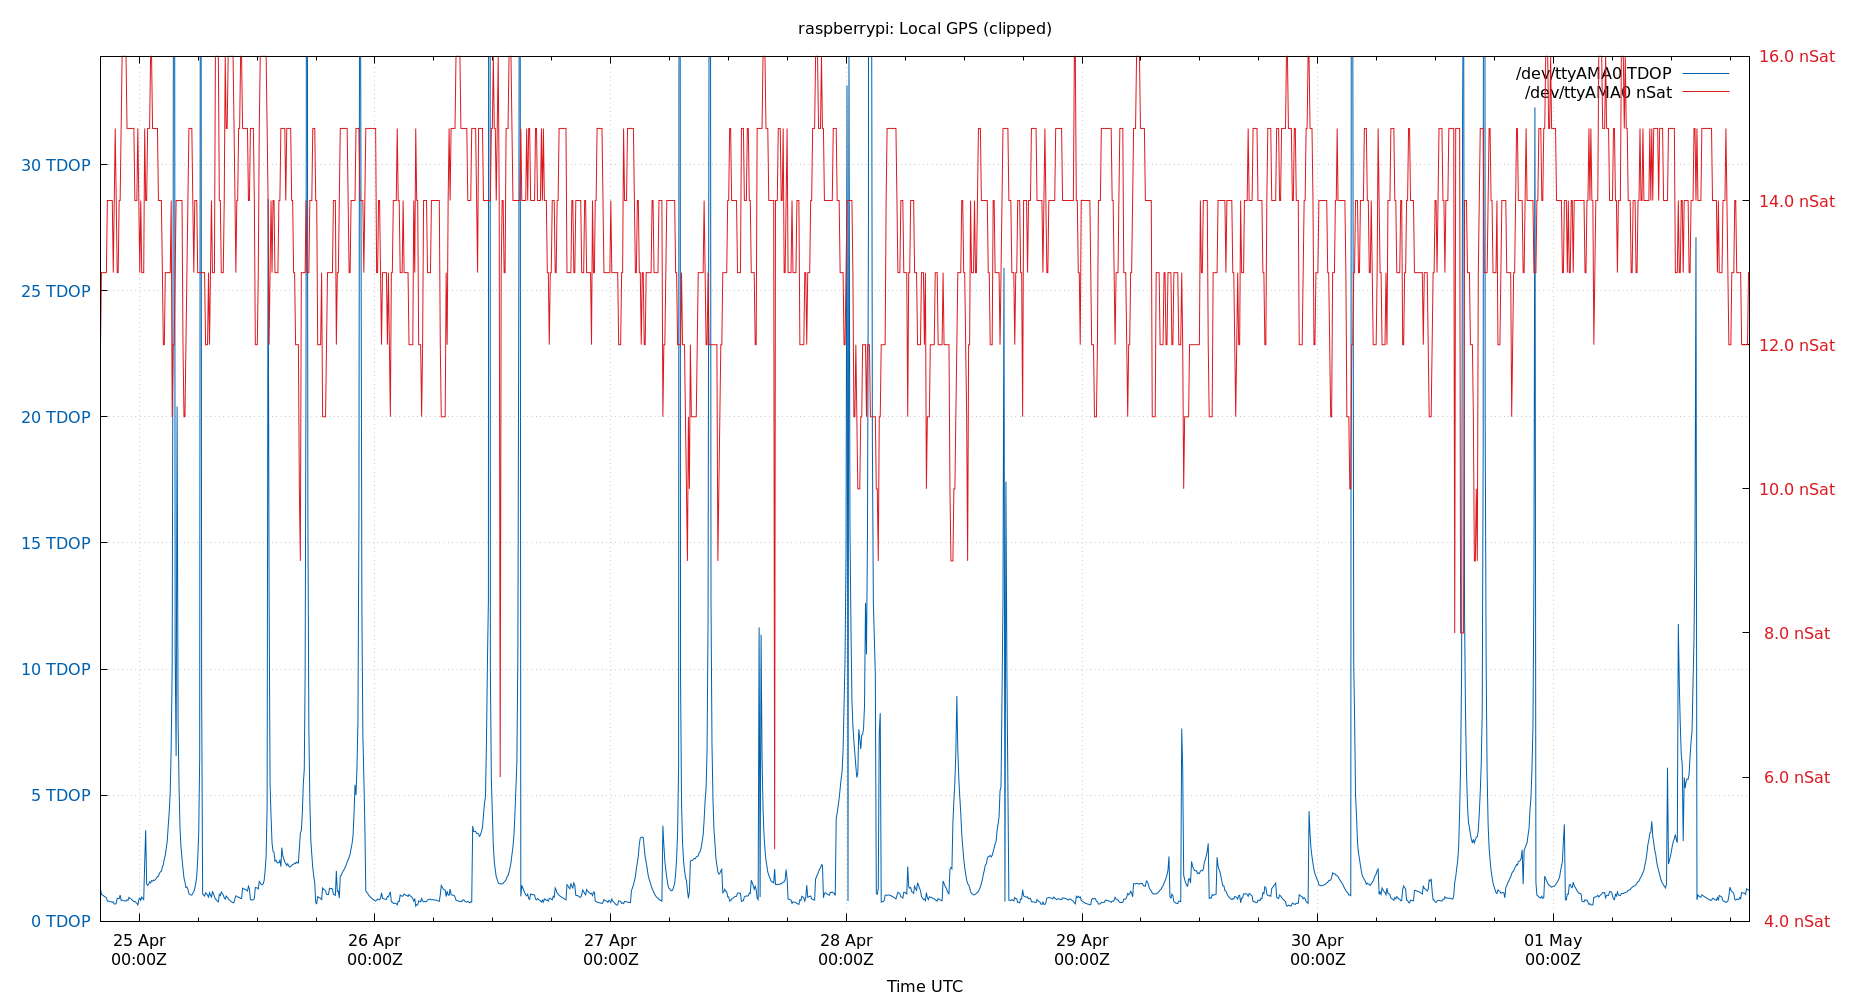 raspberrypi: Local GPS (clipped)
16.0 nSat
/dev/ttyAMA0 TDOP
/dev/ttyAMA0 nSat
30 TDOP
14.0 nSat
25 TDOP
12.0 nSat
20 TDOP
10.0 nSat
15 TDOP
8.0 nSat
10 TDOP
6.0 nSat
5 TDOP
4.0 nSat
0 TDOP
25 Apr 26 Apr 27 Apr 28 Apr 29 Apr 30 Apr 01 May
00:00Z 00:00Z 00:00Z 00:00Z 00:00Z 00:00Z 00:00Z
Time UTC